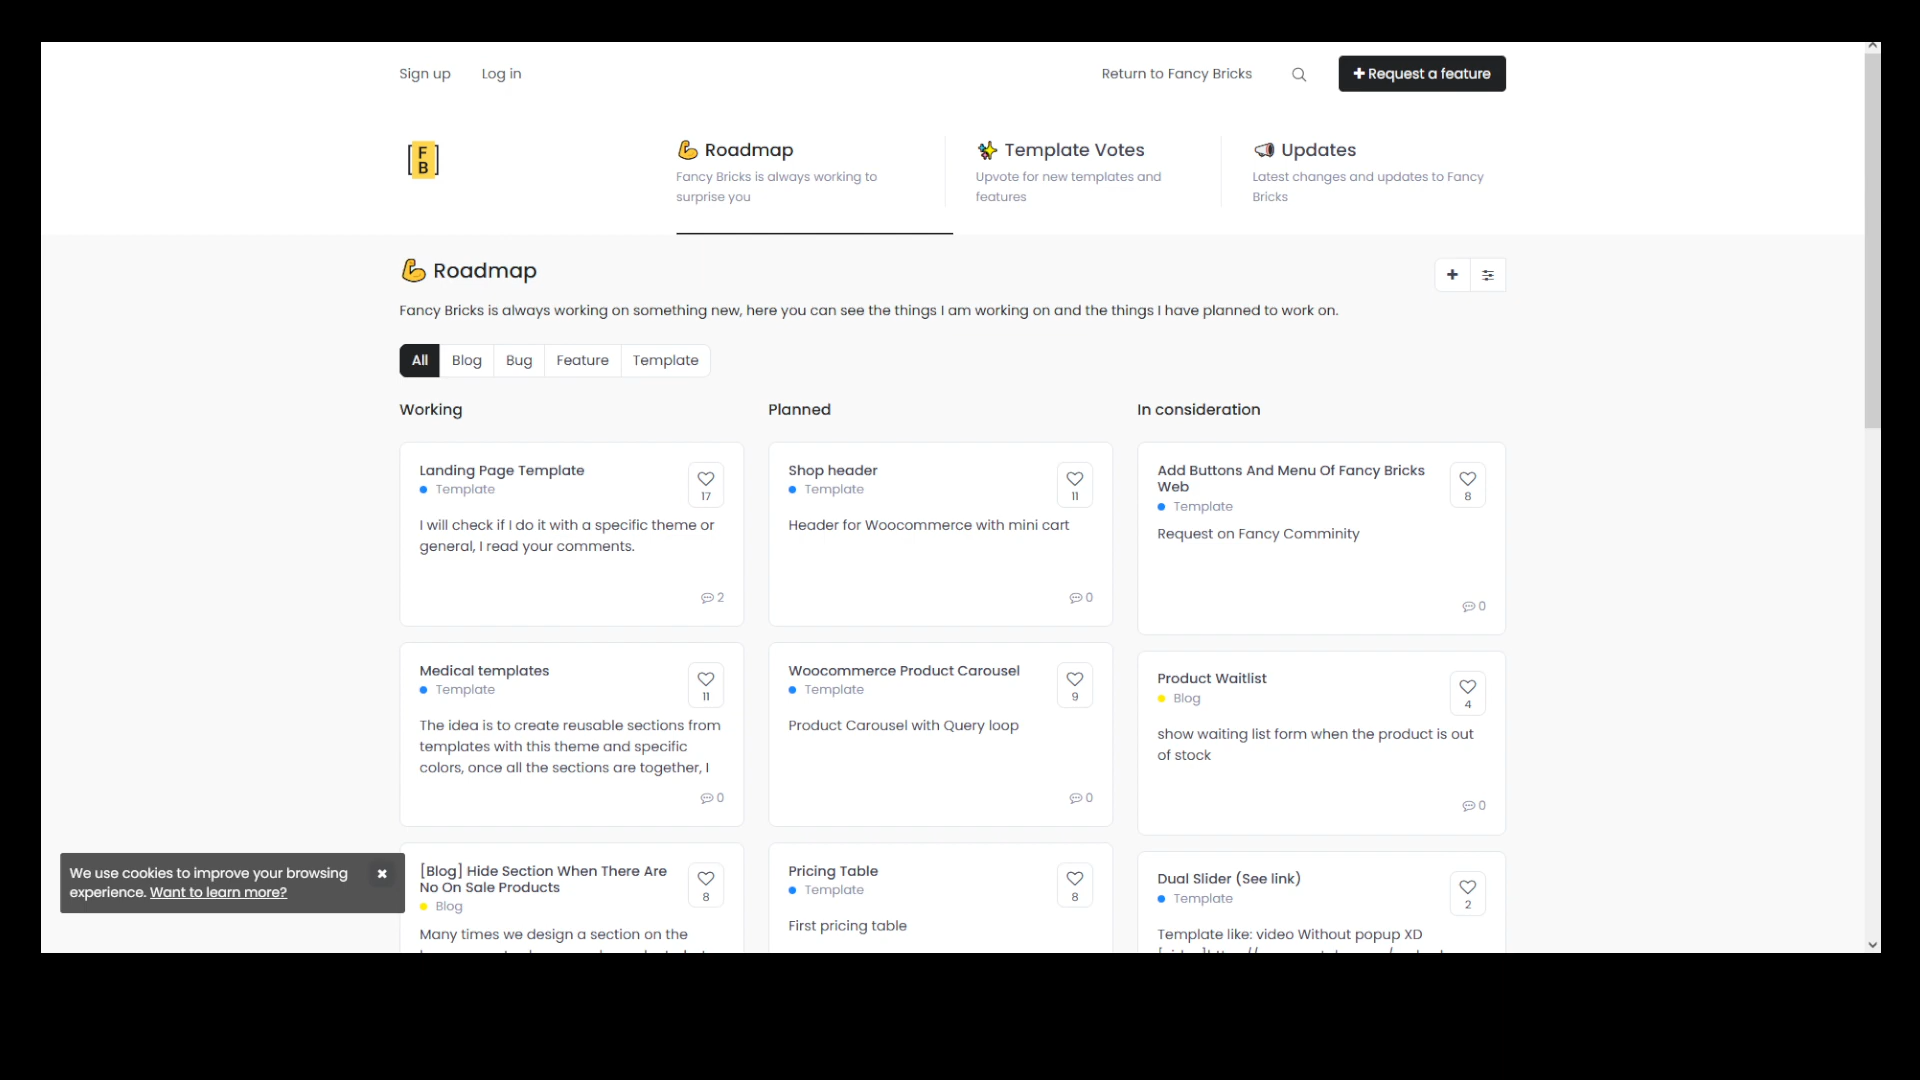 Sign up
Log in
Return to Fancy Bricks
Request a feature
F
B
Roadmap
Fancy Bricks is always working to
surprise you
Template Votes
Upvote for new templates and
features
Updates
Latest changes and updates to Fancy
Bricks
Roadmap
Fancy Bricks is always working on something new, here you can see the things I am working on and the things I have planned to work on.
All
Blog
Bug
Feature
Template
Working
Landing Page Template
Template
17
I will check if I do it with a specific theme or
general, I read your comments.
2
Medical templates
Template
11
The idea is to create reusable sections from
templates with this theme and specific
colors, once all the sections are together, I
0
[Blog] Hide Section When There Are
No On Sale Products
Blog
8
Many times we design a section on the
Planned
Shop header
Template
11
Header for Woocommerce with mini cart
0
Woocommerce Product Carousel
Template
9
Product Carousel with Query loop
0
Pricing Table
Template
8
First pricing table
In consideration
Add Buttons And Menu Of Fancy Bricks
Web
Template
8
Request on Fancy Comminity
0
Product Waitlist
Blog
4
show waiting list form when the product is out
of stock
0
Dual Slider (See link)
Template
2
Template like: video Without popup XD
We use cookies to improve your browsing
experience. Want to learn more?